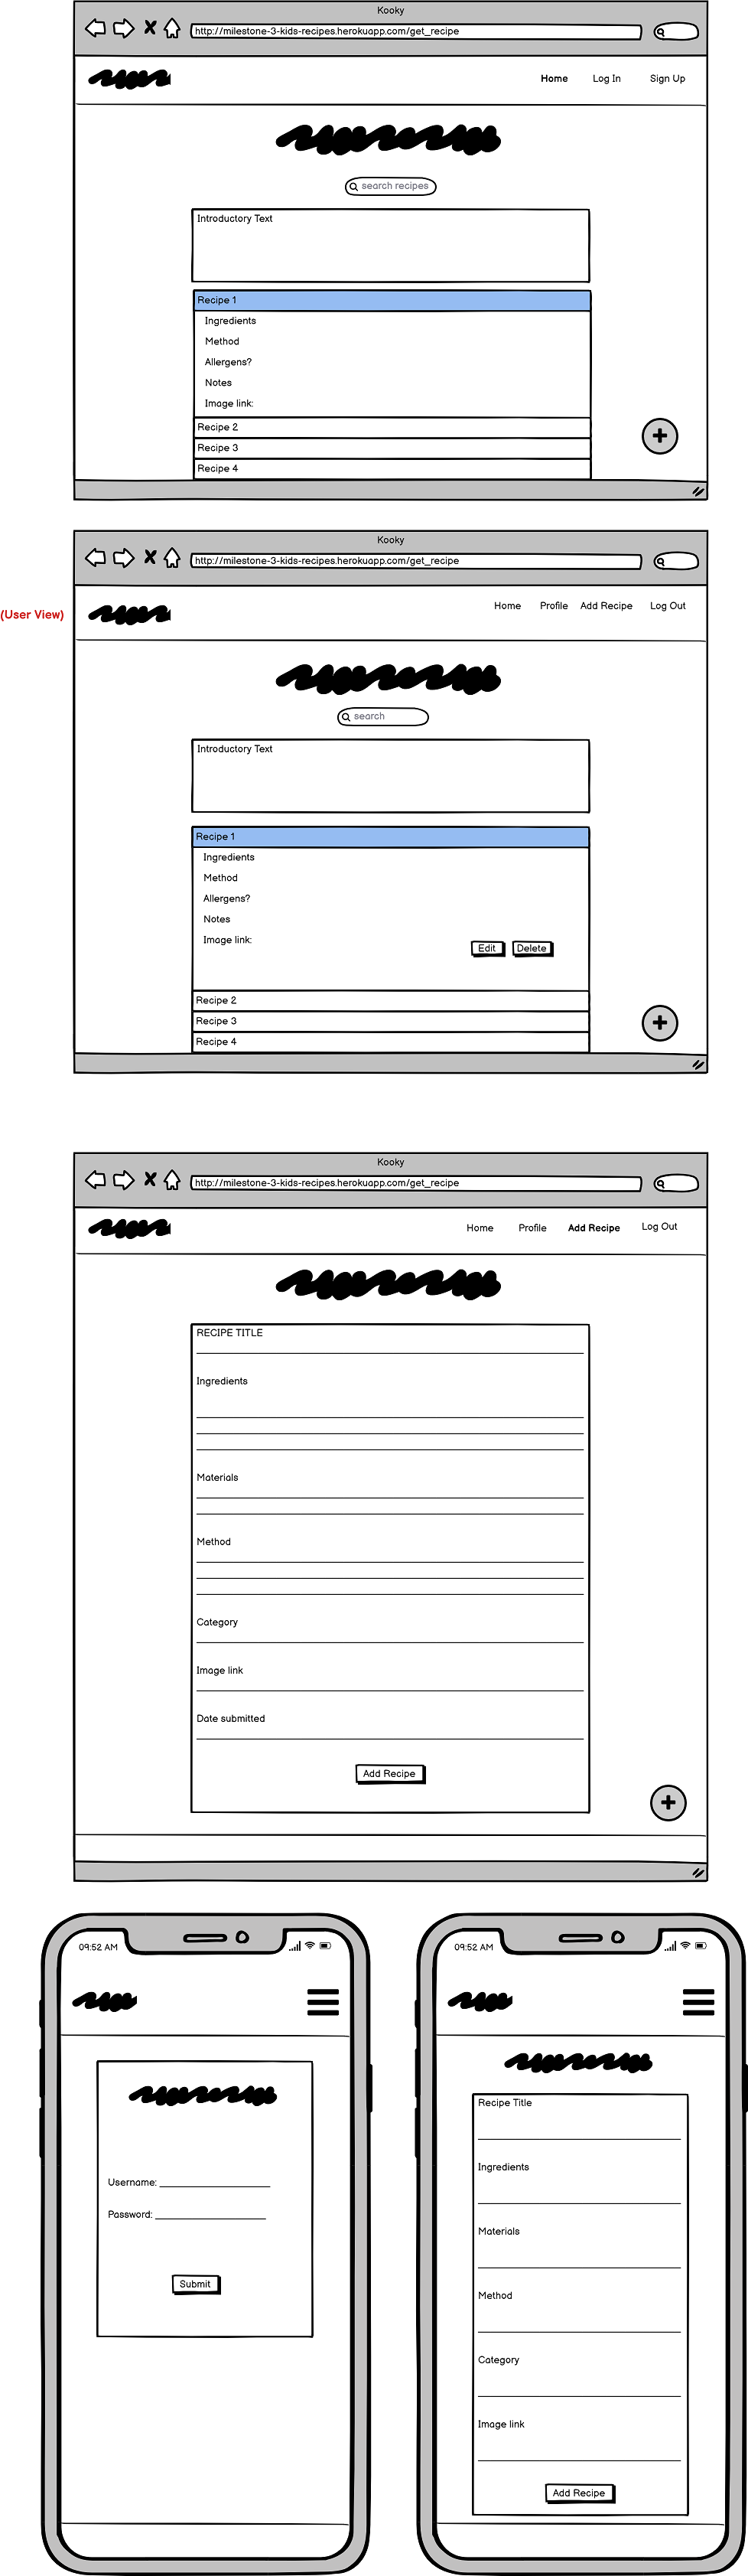 Kooky
http://milestone-3-kids-recipes.herokuapp.com/get_recipe
Home Log In Sign Up
search recipes
Introductory Text
Recipe 1
Ingredients
Method
Allergens?
Notes
Image link:
Recipe 2
Recipe 3
Recipe 4
Kooky
http://milestone-3-kids-recipes.herokuapp.com/get_recipe
(User View)
Home Profile Add Recipe Log Out
search
Introductory Text
Recipe 1
Ingredients
Method
Allergens?
Notes
Image link:
Edit Delete
Recipe 2
Recipe 3
Recipe 4
Kooky
http://milestone-3-kids-recipes.herokuapp.com/get_recipe
Home Profile Add Recipe Log Out
RECIPE TITLE
Ingredients
Materials
Method
Category
Image link
Date submitted
Add Recipe
09:52 AM
Username:
Password:
Submit
09:52 AM
Recipe Title
Ingredients
Materials
Method
Category
Image link
Add Recipe